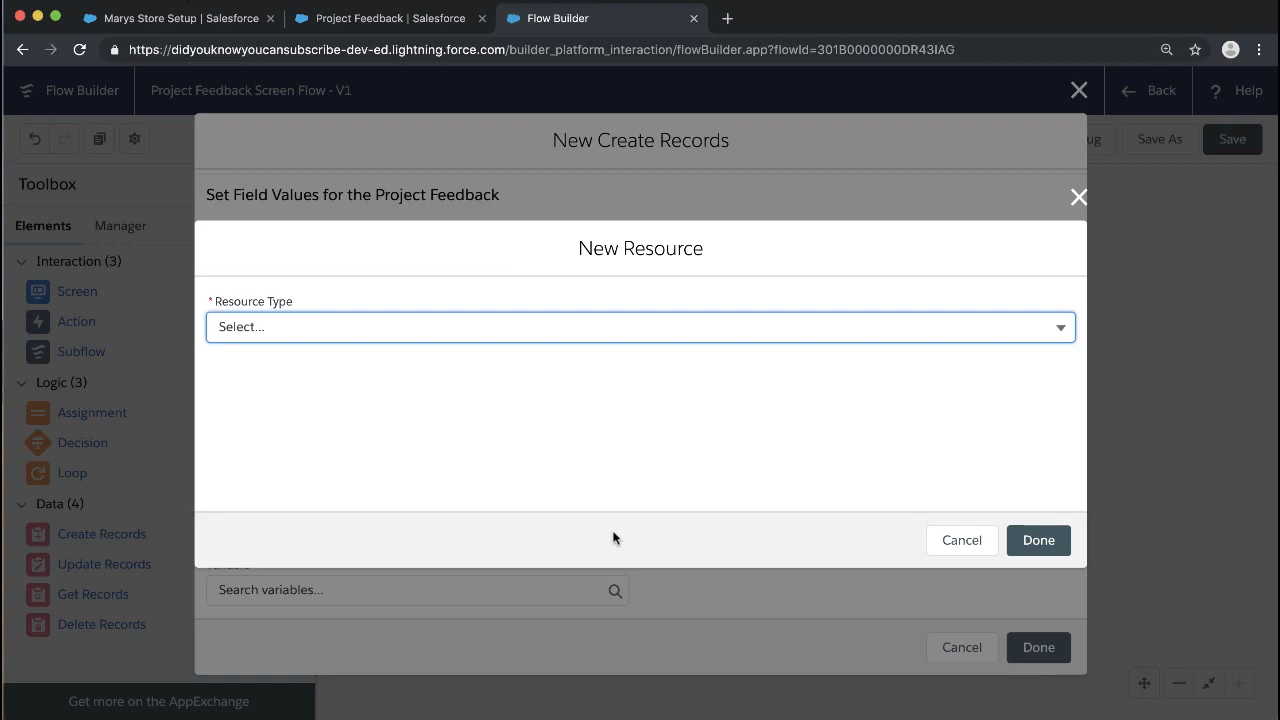 Marys Store Setup | Salesforce
Project Feedback | Salesforce
Flow Builder
https://didyouknowyoucansubscribe-dev-ed.lightning.force.com/builder_platform_interaction/flowBuilder.app?flowId=301B0000000DR43IAG
Flow Builder
Project Feedback Screen Flow - V1
Back
? Help
New Create Records
ug
Save As
Save
Toolbox
Set Field Values for the Project Feedback
Elements
Manager
New Resource
Interaction (3)
Screen
Action
Subflow
Logic (3)
Assignment
Decision
Loop
Data (4)
Create Records
Update Records
Get Records
Delete Records
* Resource Type
Select...
Cancel
Done
Search variables...
Cancel
Done
Get more on the AppExchange